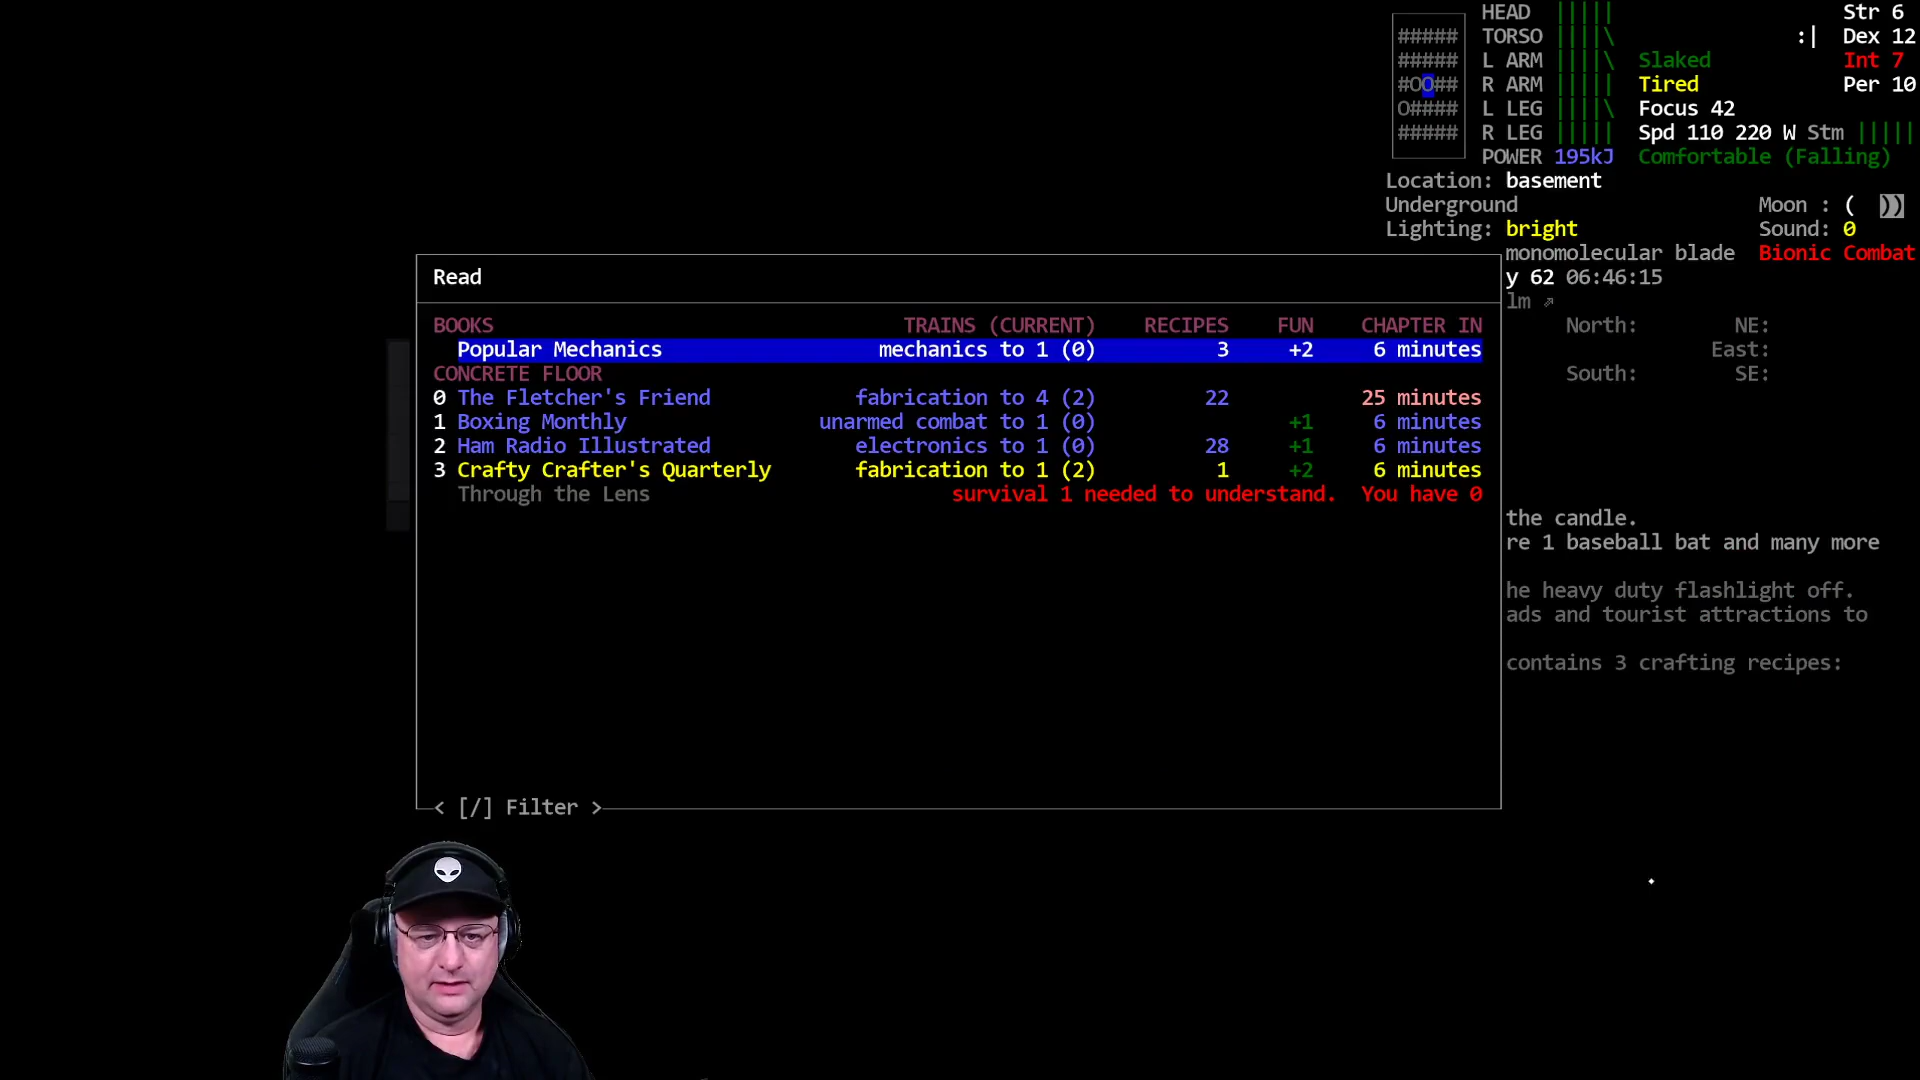 HEAD ||||| Str 6
##### TORSO ||||\ :| Dex 12
##### L ARM ||||\ Slaked Int 7
#OO## R ARM ||||| Tired Per 10
O#### L LEG ||||\ Focus 42
##### R LEG ||||| Spd 110 220 W Stm |||||
POWER 195kJ Comfortable (Falling)
Location: basement
Underground Moon : ( ))
Lighting: bright Sound: 0
monomolecular blade Bionic Combat
Read
y 62 06:46:15
lm ⇗
BOOKS TRAINS (CURRENT) RECIPES FUN CHAPTER IN
North: NE:
Popular Mechanics mechanics to 1 (0) 3 +2 6 minutes
East:
CONCRETE FLOOR
South: SE:
0 The Fletcher's Friend fabrication to 4 (2) 22 25 minutes
1 Boxing Monthly unarmed combat to 1 (0) +1 6 minutes
2 Ham Radio Illustrated electronics to 1 (0) 28 +1 6 minutes
3 Crafty Crafter's Quarterly fabrication to 1 (2) 1 +2 6 minutes
Through the Lens survival 1 needed to understand. You have 0
the candle.
re 1 baseball bat and many more
he heavy duty flashlight off.
ads and tourist attractions to
contains 3 crafting recipes:
< [/] Filter >